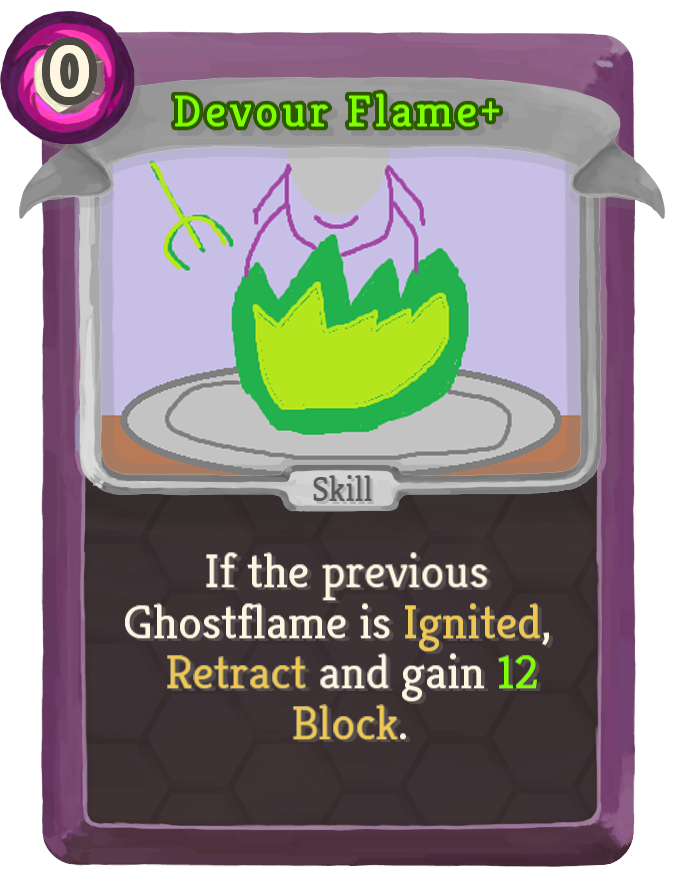 0
Devour Flame+
Skill
If the previous
Ghostflame is Ignited,
Retract and gain 12
Block.